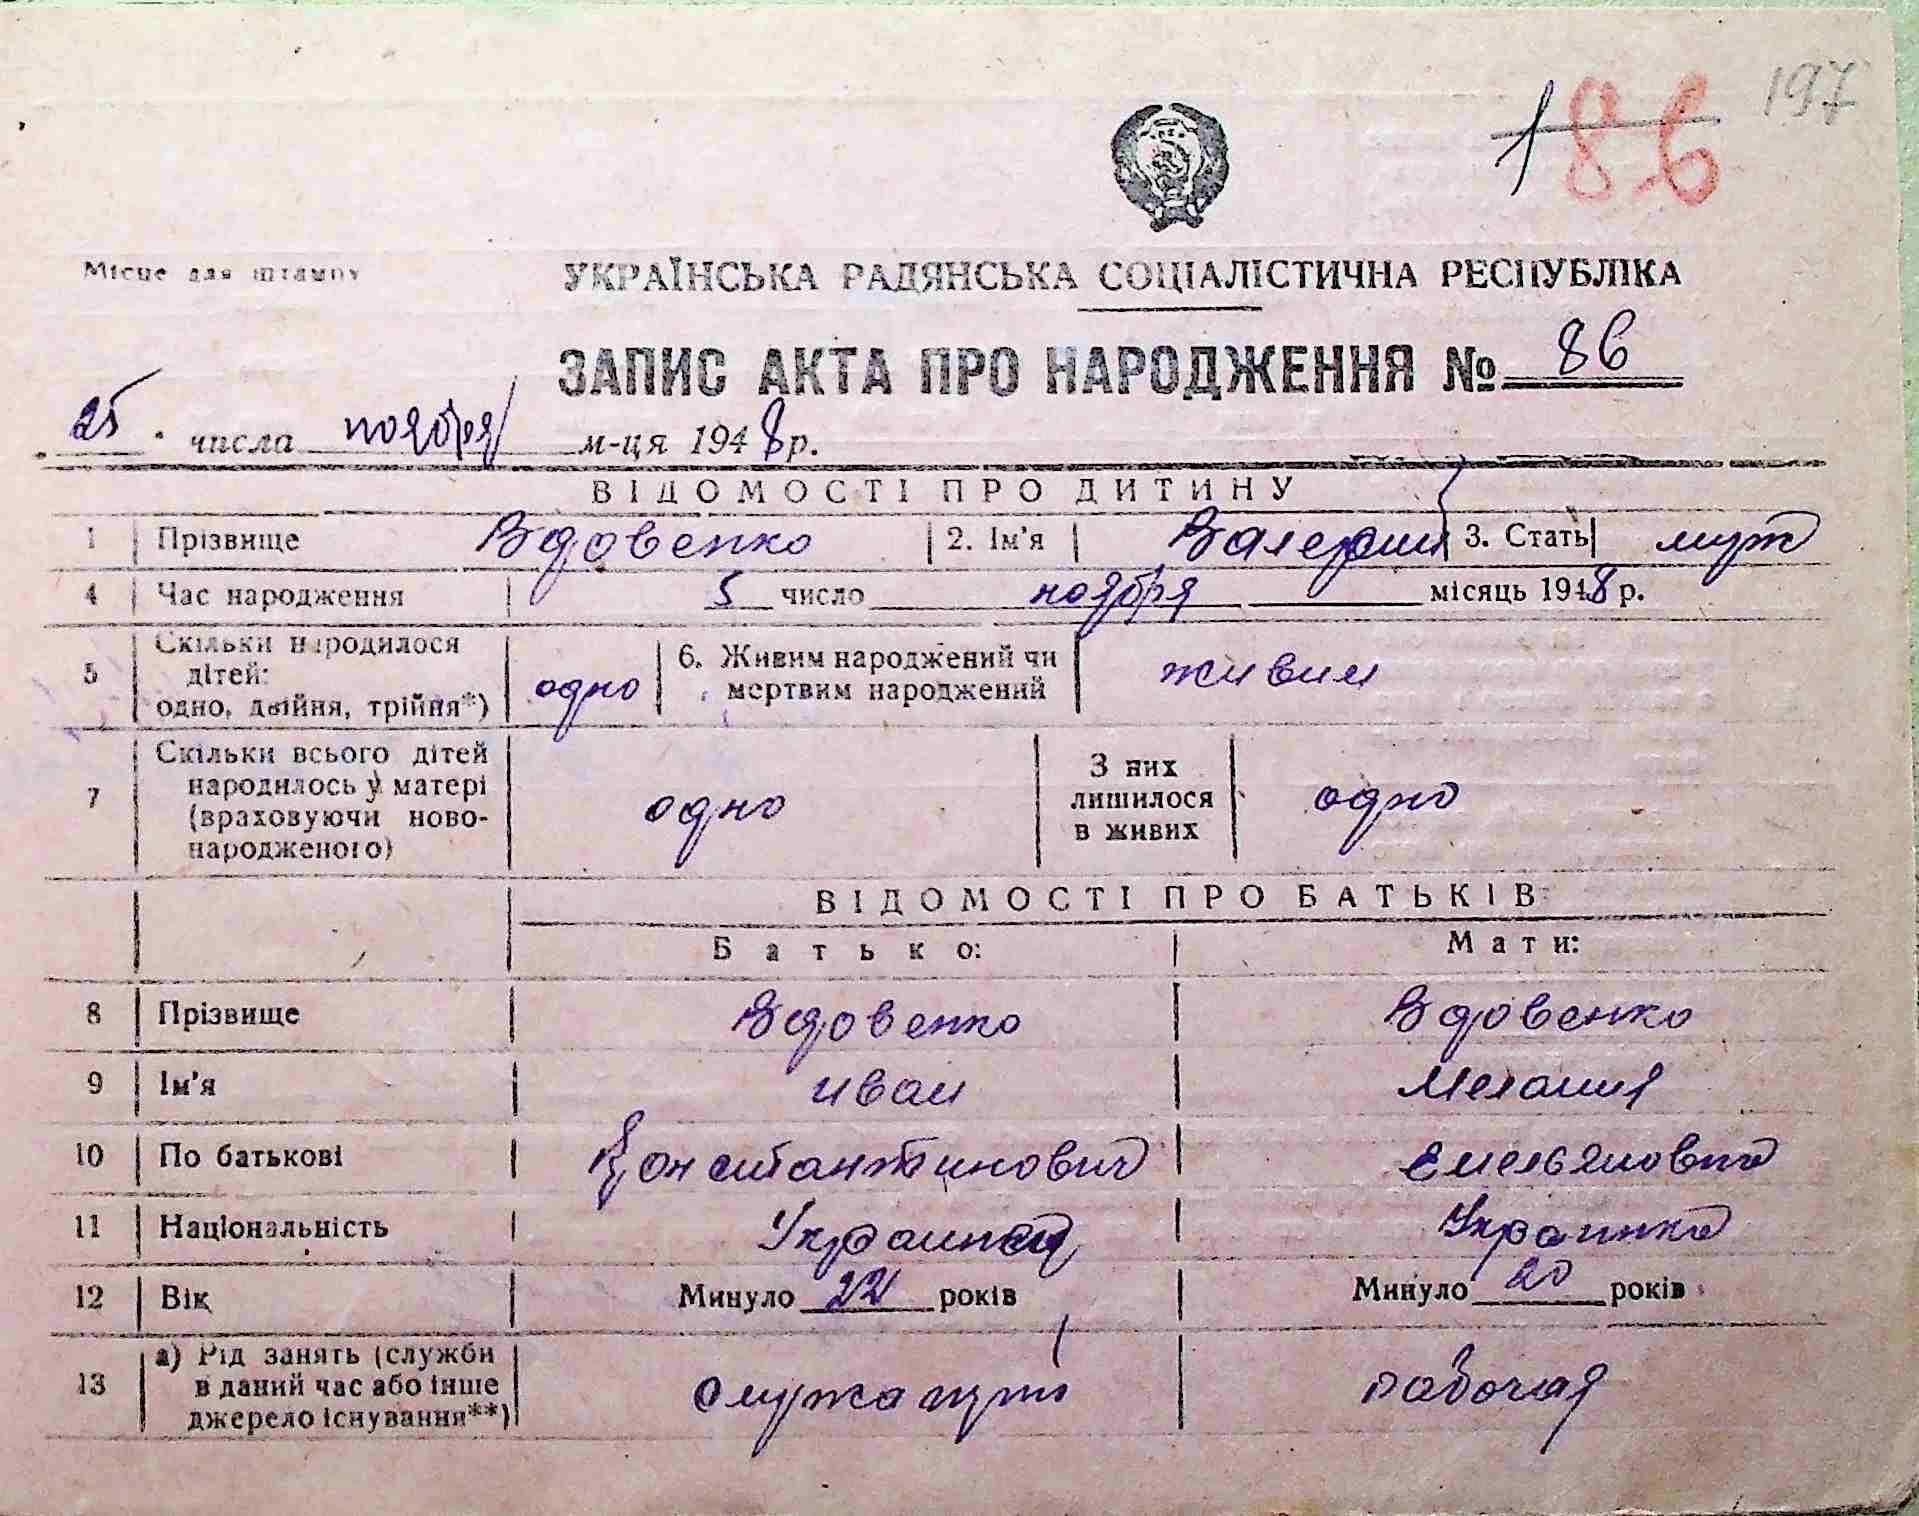 197
186
Місце для штампу
УКРАЇНСЬКА РАДЯНСЬКА СОЦІАЛІСТИЧНА РЕСПУБЛІКА
ЗАПИС АКТА ПРО НАРОДЖЕННЯ № 86
25 числа ноября м-ця 1948 р.
ВІДОМОСТІ ПРО ДИТИНУ
1 Прізвище Вдовенко 2. Ім'я Валерий 3. Стать муж
4 Час народження 5 число ноября місяць 1948 р.
5 Скільки народилося дітей: одно, двійня, трійня*) одно 6. Живим народжений чи мертвим народжений живим
7 Скільки всього дітей народилось у матері (враховуючи ново-народженого) одно З них лишилося в живих одно
ВІДОМОСТІ ПРО БАТЬКІВ
Батько: Мати:
8 Прізвище Вдовенко Вдовенко
9 Ім'я Иван Мелания
10 По батькові Константинович Емельяновна
11 Національність Украинец Украинка
12 Вік Минуло 22 років Минуло 20 років
13 а) Рід занять (служби в даний час або інше джерело існування**) служащий рабочая